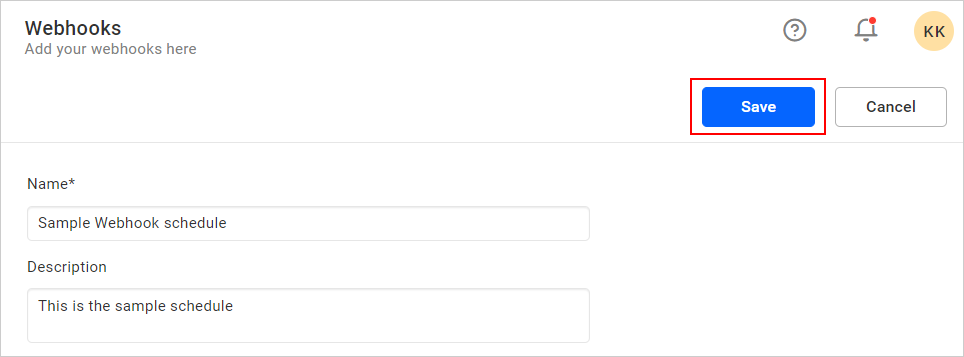 Webhooks
Add your webhooks here
KK
Save
Cancel
Name*
Sample Webhook schedule
Description
This is the sample schedule